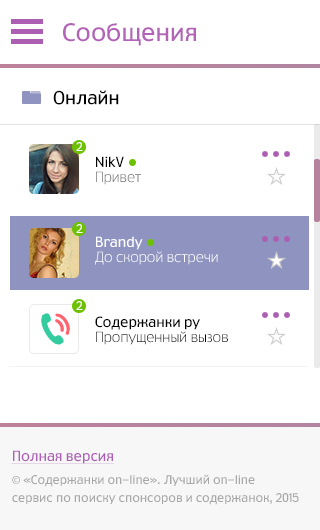 Сообщения
Онлайн
2
NikV
Привет
2
Brandy
До скорой встречи
2
Содержанки ру
Пропущенный вызов
Полная версия
© «Содержанки on-line». Лучший on-line
сервис по поиску спонсоров и содержанок, 2015